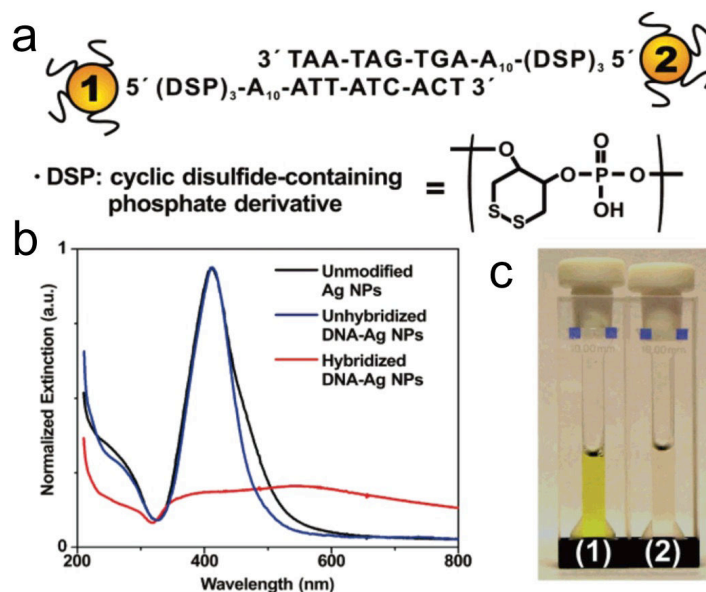 a
3´ TAA-TAG-TGA-A10-(DSP)3 5´ 2
1 5´ (DSP)3-A10-ATT-ATC-ACT 3´
· DSP: cyclic disulfide-containing
phosphate derivative
=
O
O
O
P
O
S
S
OH
b
Normalized Extinction (a.u.)
1
0
Unmodified
Ag NPs
Unhybridized
DNA-Ag NPs
Hybridized
DNA-Ag NPs
200 400 600 800
Wavelength (nm)
c
(1) (2)